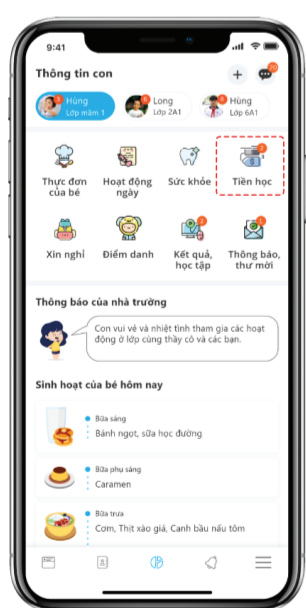 9:41
Thông tin con
20
Hùng
Lớp mầm 1
6
Long
Lớp 2A1
Hùng
Lớp 6A1
2
Thực đơn của bé
Hoạt động ngày
Sức khỏe
Tiền học
Xin nghỉ
Điểm danh
Kết quả, học tập
Thông báo, thư mời
Thông báo của nhà trường
Con vui vẻ và nhiệt tình tham gia các hoạt
động ở lớp cùng thầy cô và các bạn.
Sinh hoạt của bé hôm nay
Bữa sáng
Bánh ngọt, sữa học đường
Bữa phụ sáng
Caramen
Bữa trưa
Cơm, Thịt xào giá, Canh bầu nấu tôm